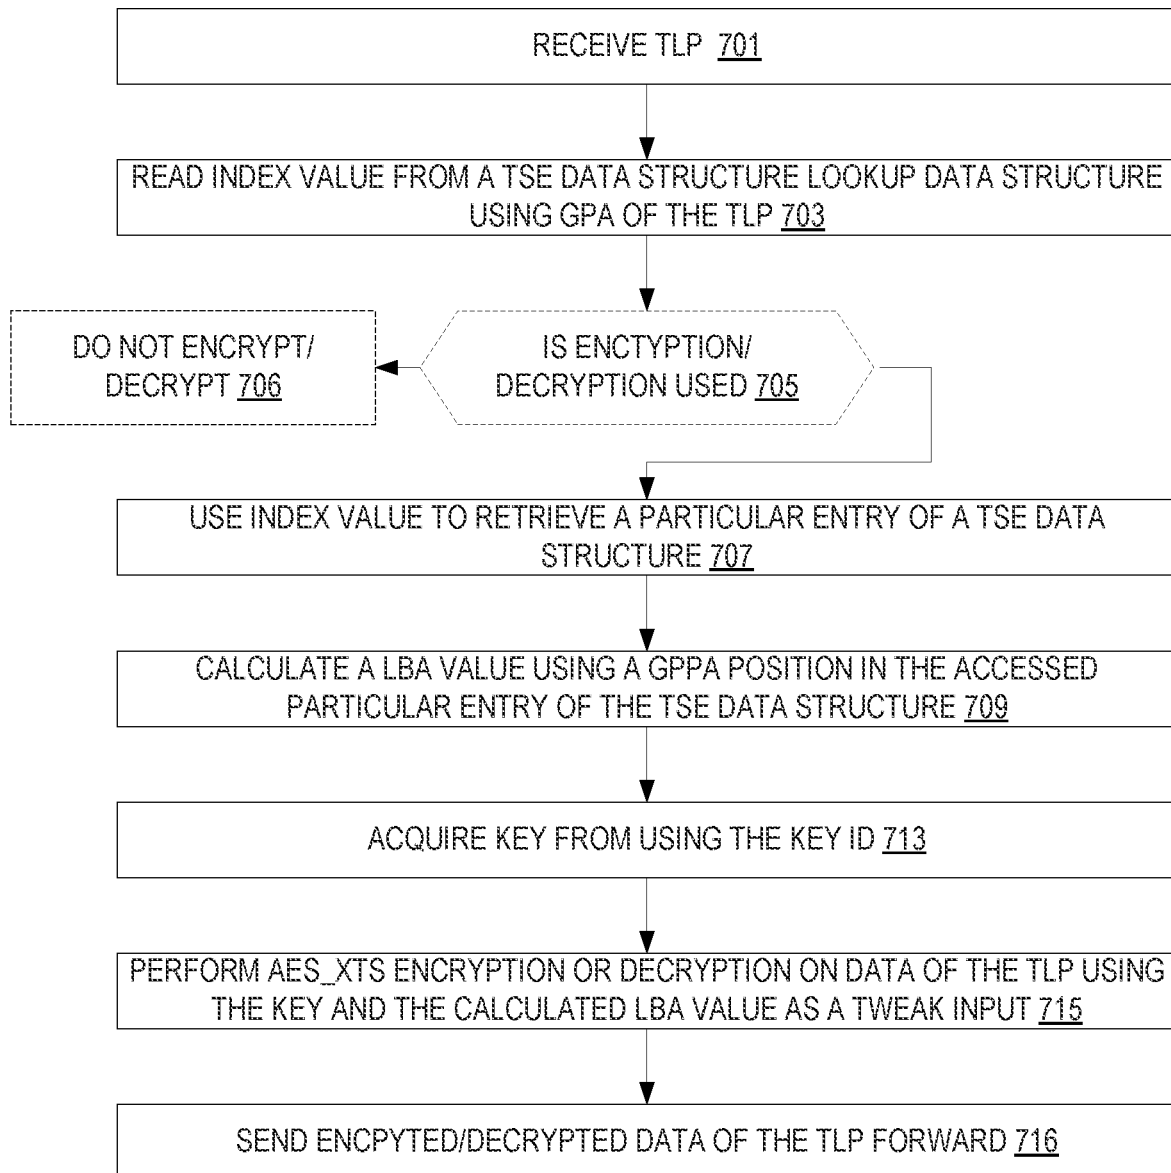 RECEIVE TLP 701
READ INDEX VALUE FROM A TSE DATA STRUCTURE LOOKUP DATA STRUCTURE
USING GPA OF THE TLP 703
DO NOT ENCRYPT/
DECRYPT 706
IS ENCTYPTION/
DECRYPTION USED 705
USE INDEX VALUE TO RETRIEVE A PARTICULAR ENTRY OF A TSE DATA
STRUCTURE 707
CALCULATE A LBA VALUE USING A GPPA POSITION IN THE ACCESSED
PARTICULAR ENTRY OF THE TSE DATA STRUCTURE 709
ACQUIRE KEY FROM USING THE KEY ID 713
PERFORM AES_XTS ENCRYPTION OR DECRYPTION ON DATA OF THE TLP USING
THE KEY AND THE CALCULATED LBA VALUE AS A TWEAK INPUT 715
SEND ENCPYTED/DECRYPTED DATA OF THE TLP FORWARD 716